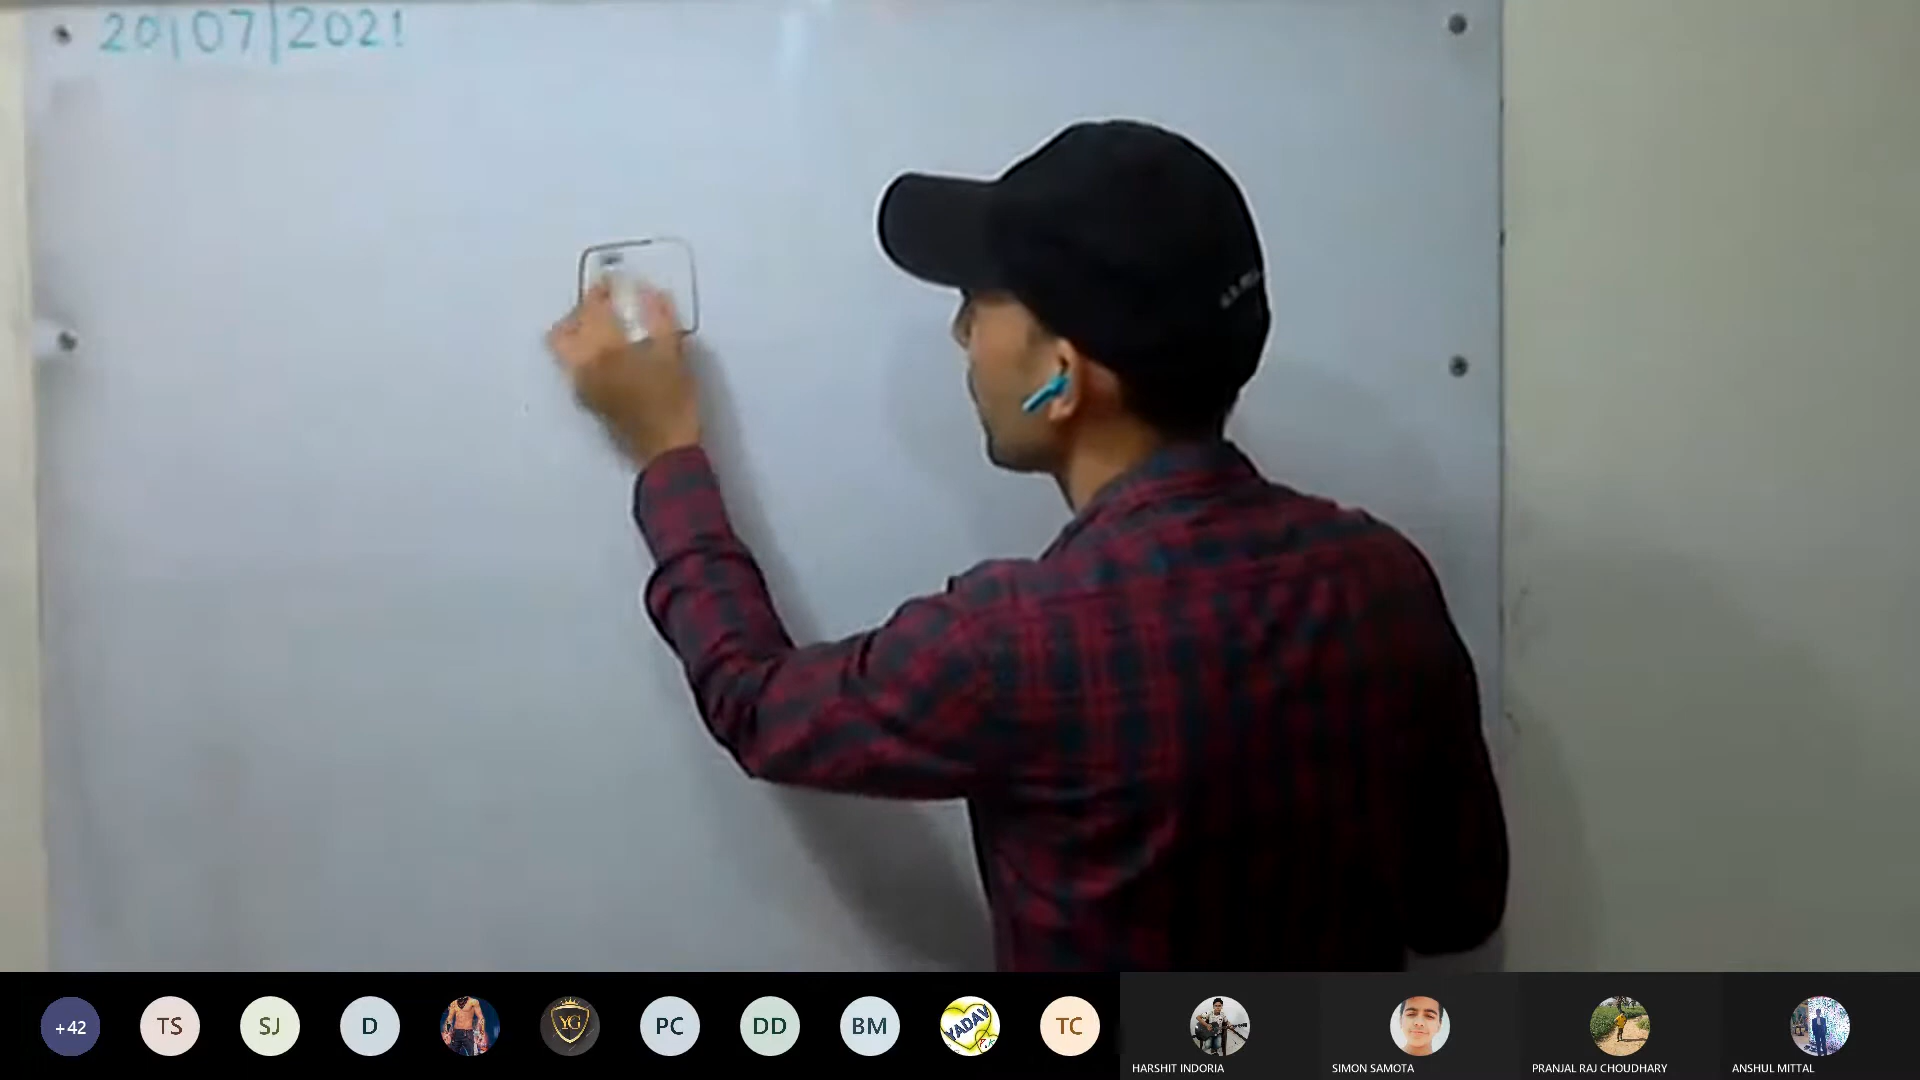 20|07|2021
+42
TS
SJ
D
YG
PC
DD
BM
YADAV
TC
HARSHIT INDORIA
SIMON SAMOTA
PRANJAL RAJ CHOUDHARY
ANSHUL MITTAL